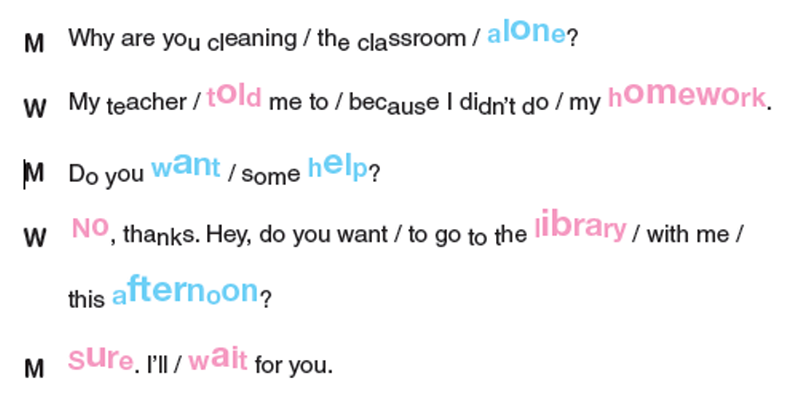 M Why are you cleaning / the classroom / alone?
W My teacher / told me to / because I didn't do / my homework.
M Do you want / some help?
W No, thanks. Hey, do you want / to go to the library / with me /
this afternoon?
M sure. I'll / wait for you.